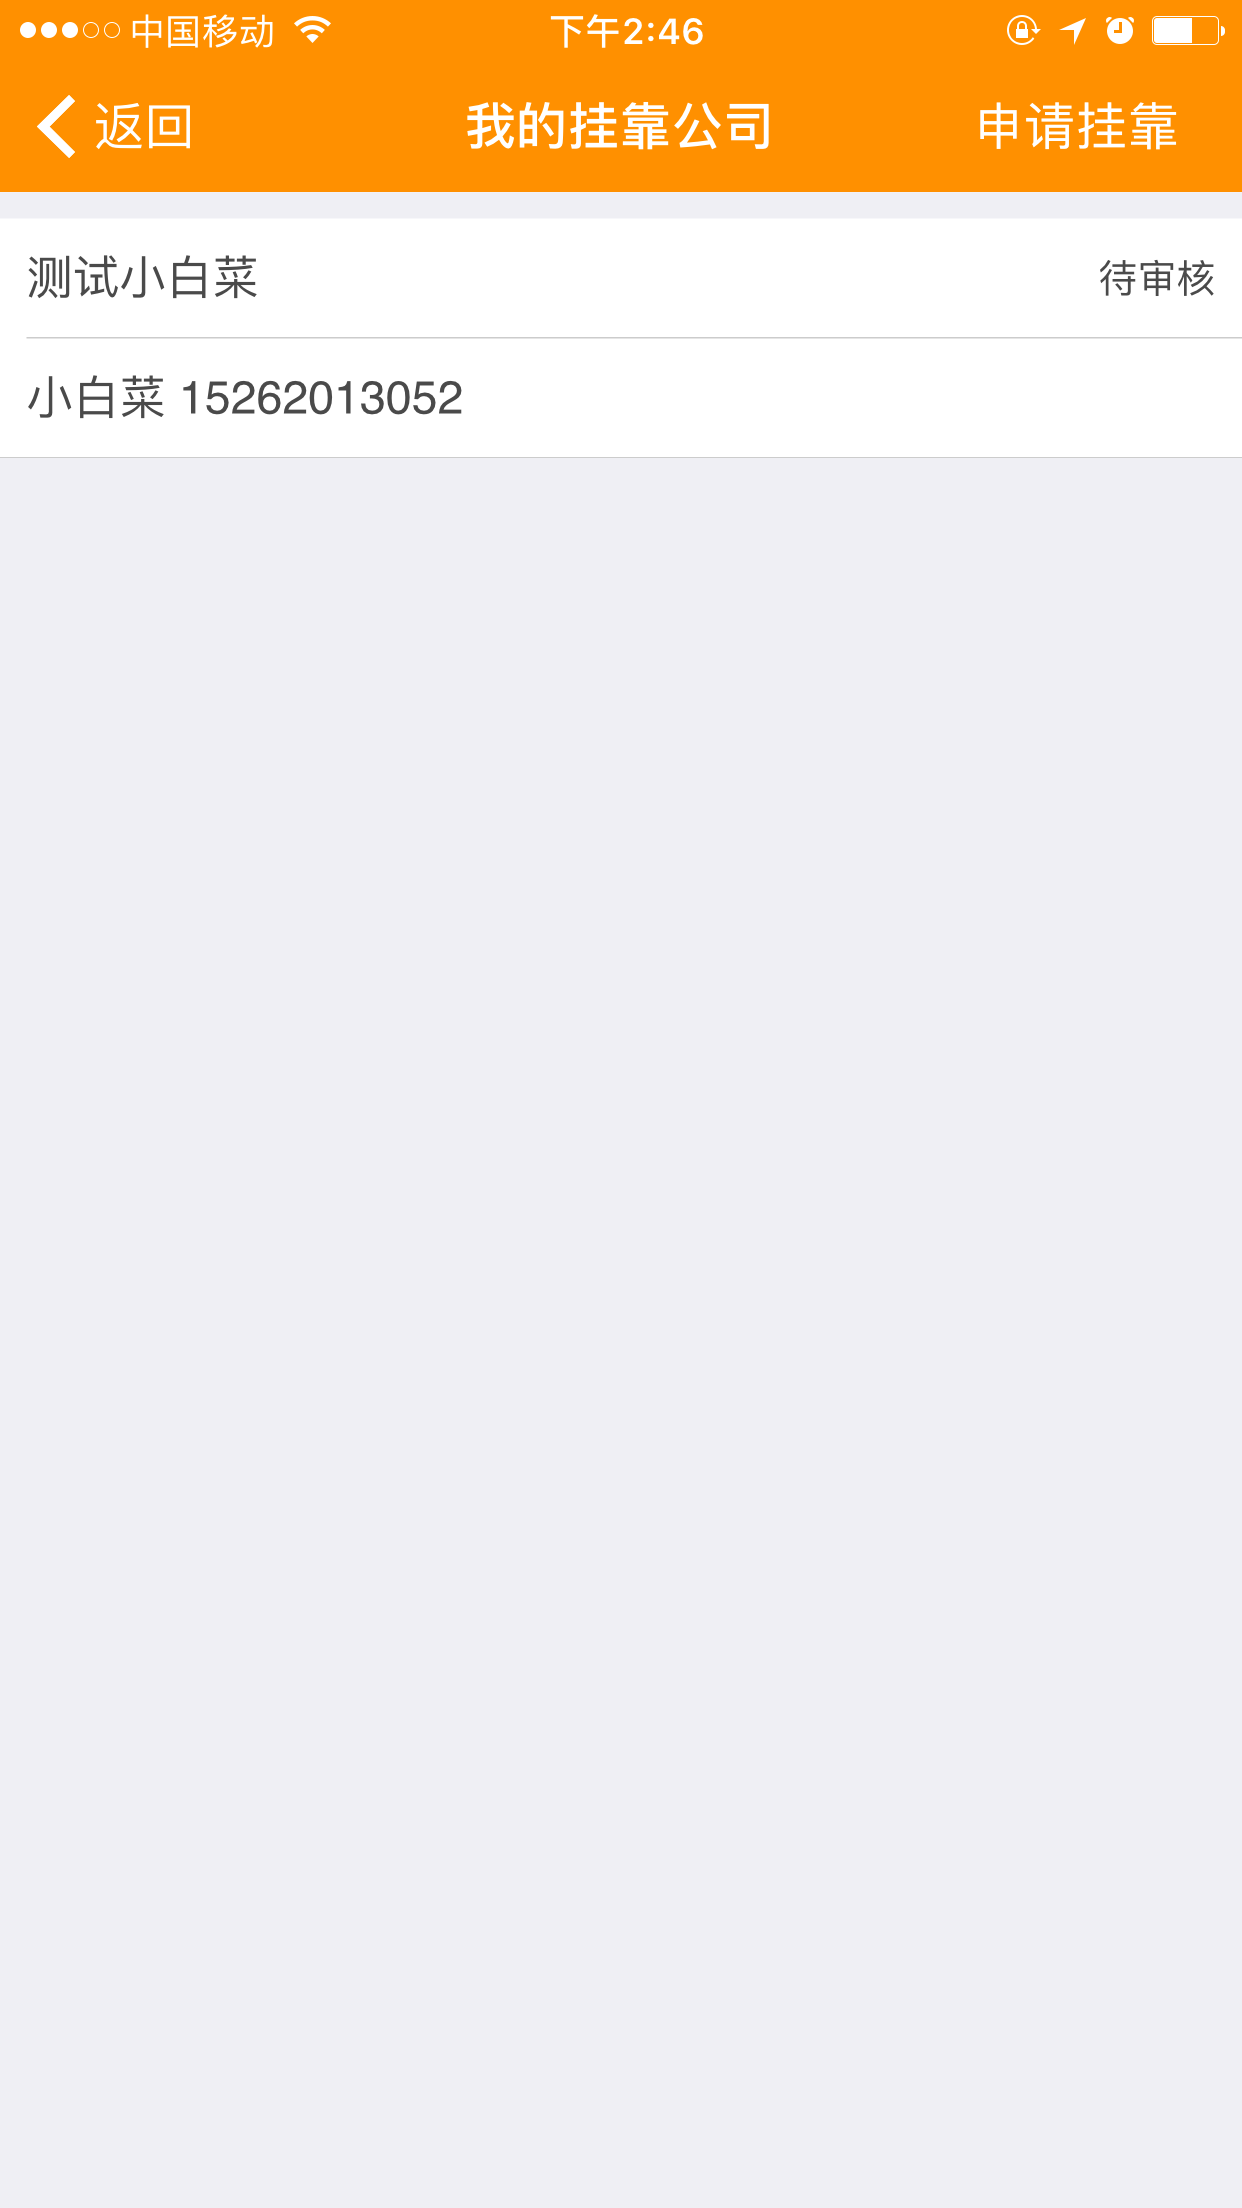 中国移动 下午2:46
返回 我的挂靠公司 申请挂靠
测试小白菜 待审核
小白菜 15262013052